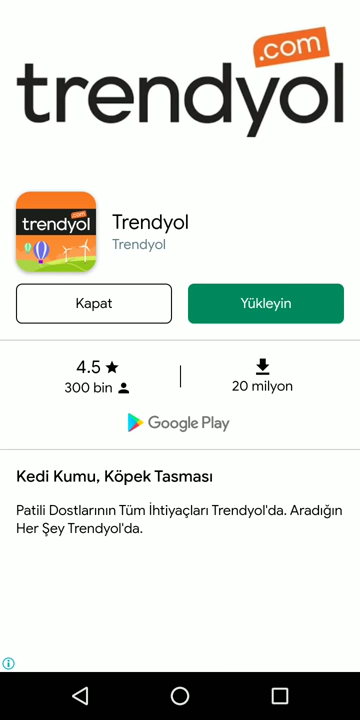 .com
trendyol
.com
trendyol
Trendyol
Trendyol
Kapat
Yükleyin
4.5
300 bin
20 milyon
Google Play
Kedi Kumu, Köpek Tasması
Patili Dostlarının Tüm İhtiyaçları Trendyol'da. Aradığın
Her Şey Trendyol'da.